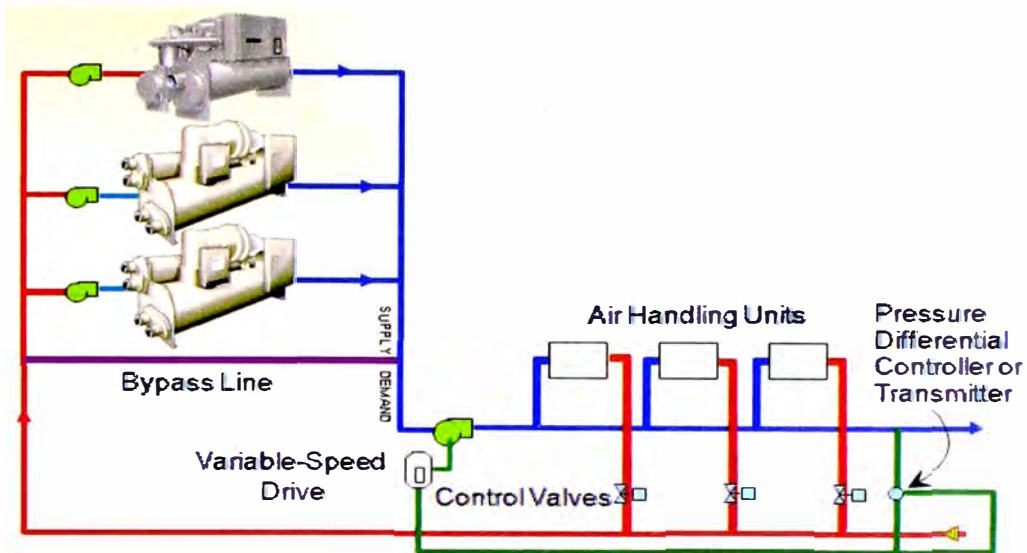 SUPPLY
DEMAND
Bypass Line
Air Handling Units
Pressure
Differential
Controller or
Transmitter
Variable-Speed
Drive
Control Valves